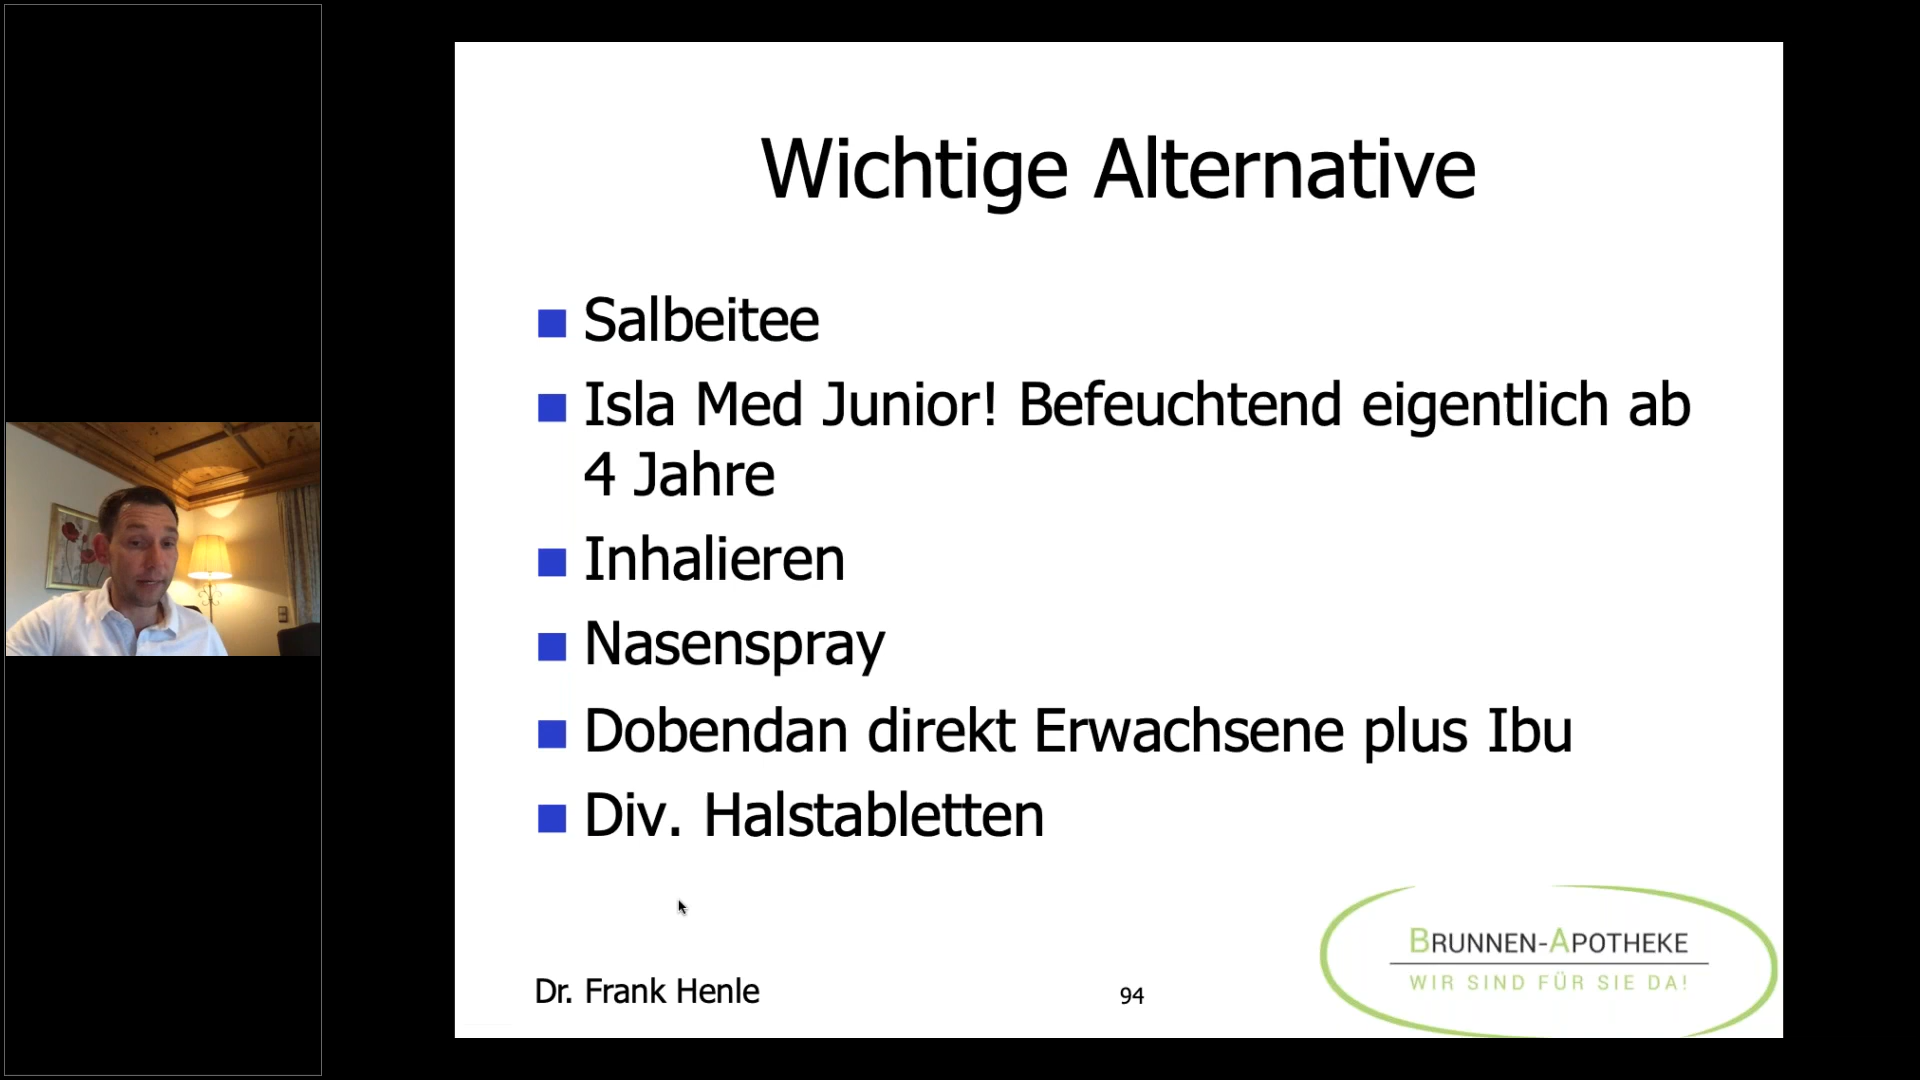 Wichtige Alternative
Salbeitee
Isla Med Junior! Befeuchtend eigentlich ab
4 Jahre
Inhalieren
Nasenspray
Dobendan direkt Erwachsene plus Ibu
Div. Halstabletten
Dr. Frank Henle
94
BRUNNEN-APOTHEKE
WIR SIND FÜR SIE DA!